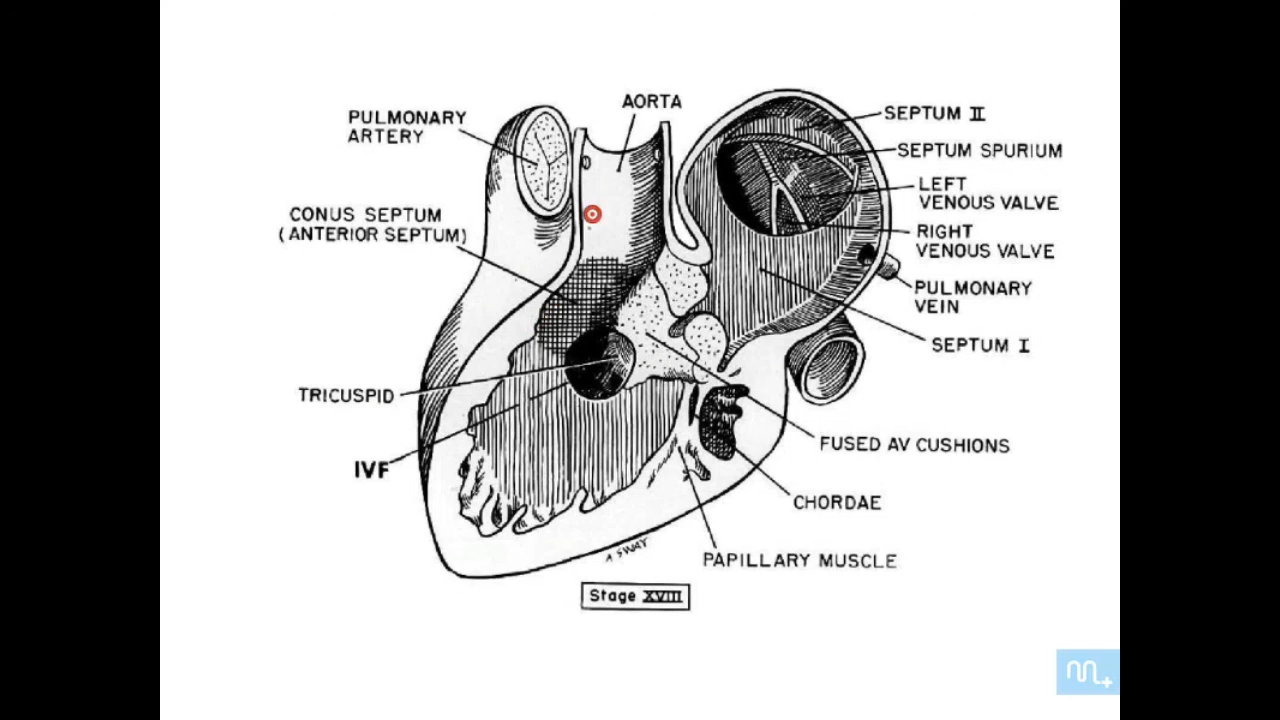 AORTA
PULMONARY
ARTERY
SEPTUM II
SEPTUM SPURIUM
LEFT
VENOUS VALVE
CONUS SEPTUM
(ANTERIOR SEPTUM)
RIGHT
VENOUS VALVE
PULMONARY
VEIN
SEPTUM I
TRICUSPID
FUSED AV CUSHIONS
IVF
CHORDAE
A SWAY
PAPILLARY MUSCLE
Stage XVIII